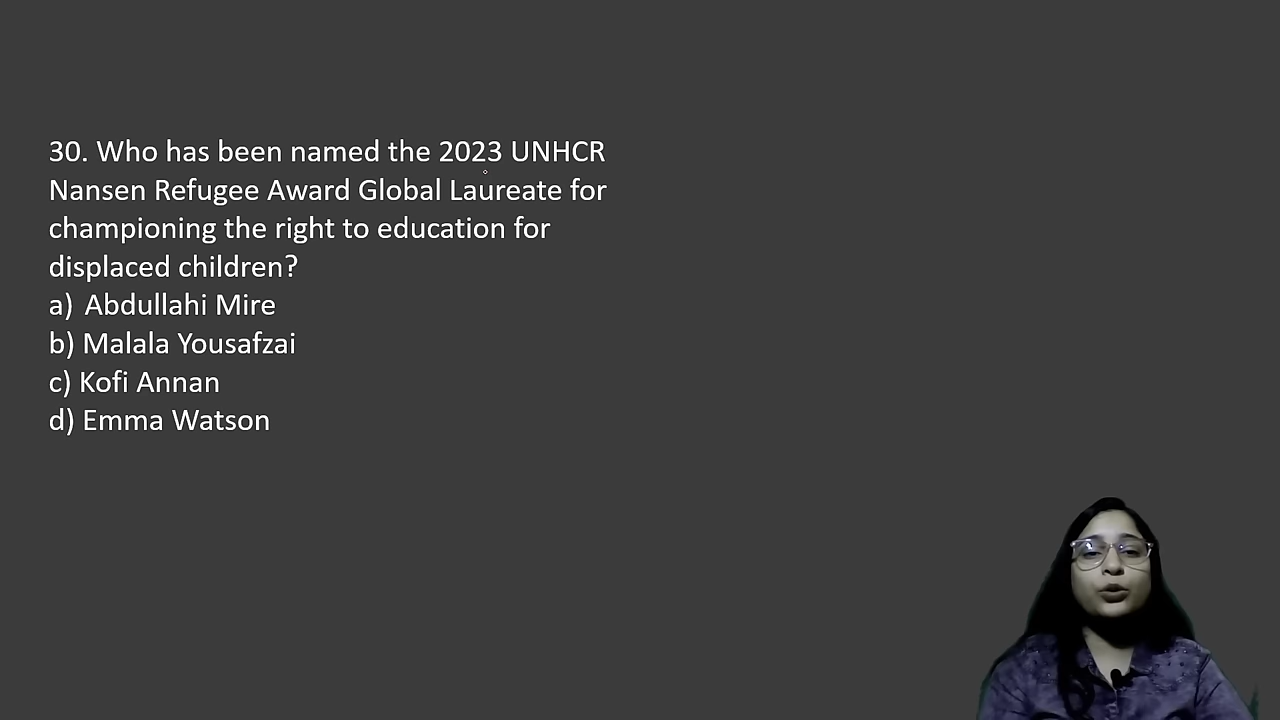 30. Who has been named the 2023 UNHCR
Nansen Refugee Award Global Laureate for
championing the right to education for
displaced children?
a) Abdullahi Mire
b) Malala Yousafzai
c) Kofi Annan
d) Emma Watson